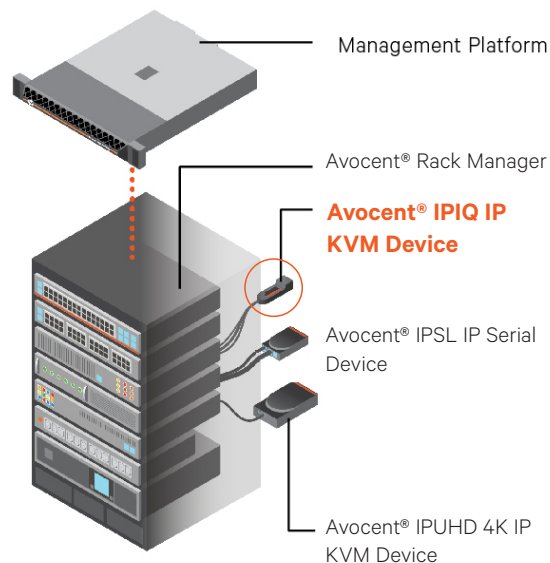 Management Platform
Avocent® Rack Manager
Avocent® IPIQ IP
KVM Device
Avocent® IPSL IP Serial
Device
Avocent® IPUHD 4K IP
KVM Device